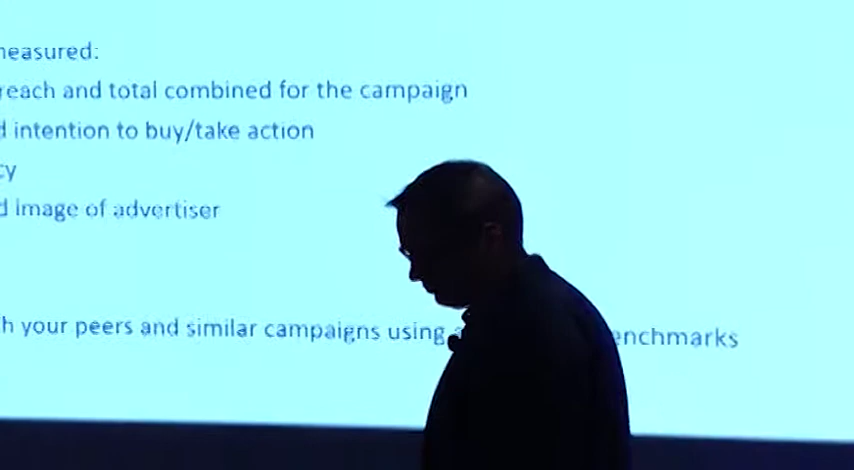 measured:
reach and total combined for the campaign
d intention to buy/take action
cy
d image of advertiser
h your peers and similar campaigns using enchmarks